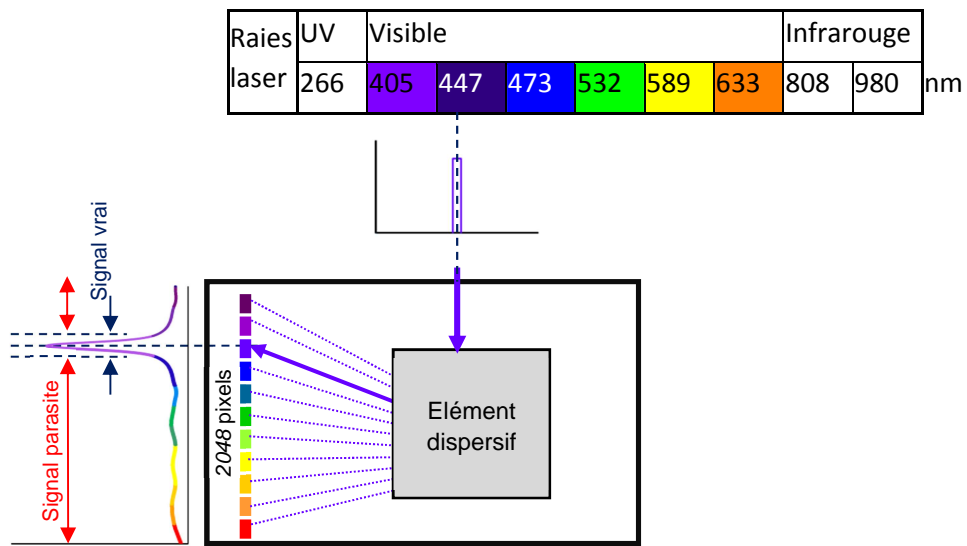 Raies laser UV Visible Infrarouge
266 405 447 473 532 589 633 808 980 nm
Signal vrai
Signal parasite
2048 pixels
Elément
dispersif